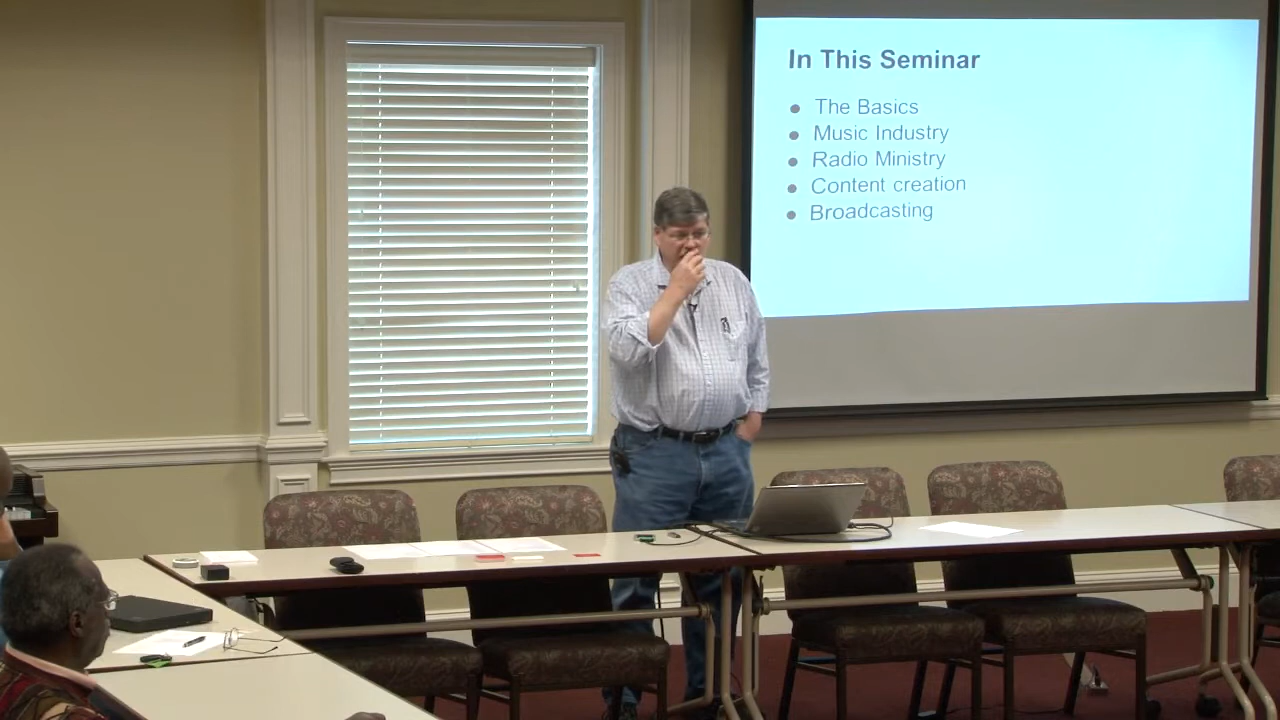 In This Seminar
● The Basics
● Music Industry
● Radio Ministry
● Content creation
● Broadcasting